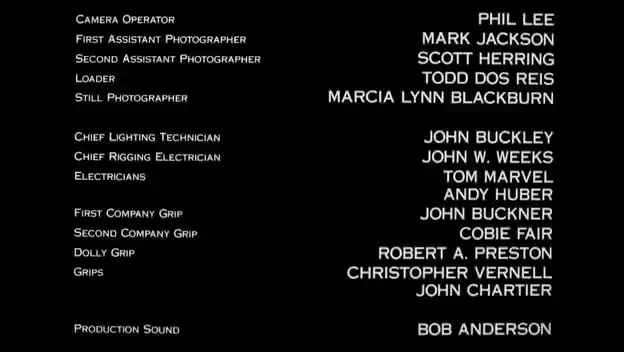 Camera Operator PHIL LEE
First Assistant Photographer MARK JACKSON
Second Assistant Photographer SCOTT HERRING
Loader TODD DOS REIS
Still Photographer MARCIA LYNN BLACKBURN
Chief Lighting Technician JOHN BUCKLEY
Chief Rigging Electrician JOHN W. WEEKS
Electricians TOM MARVEL
ANDY HUBER
First Company Grip JOHN BUCKNER
Second Company Grip COBIE FAIR
Dolly Grip ROBERT A. PRESTON
Grips CHRISTOPHER VERNELL
JOHN CHARTIER
Production Sound BOB ANDERSON